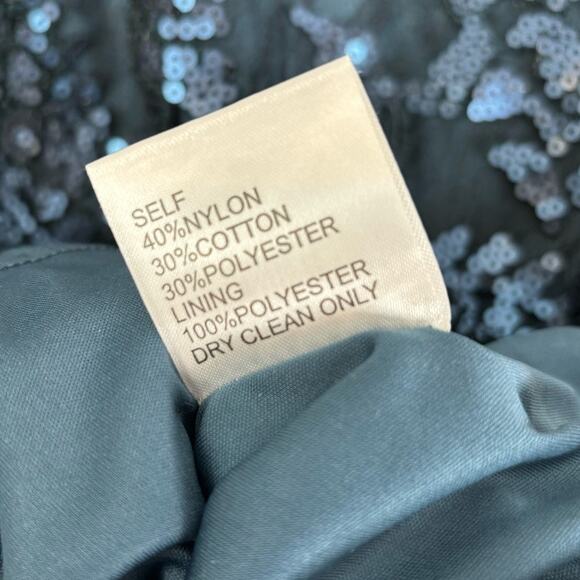 SELF
40%NYLON
30%COTTON
30%POLYESTER
LINING
100%POLYESTER
DRY CLEAN ONLY